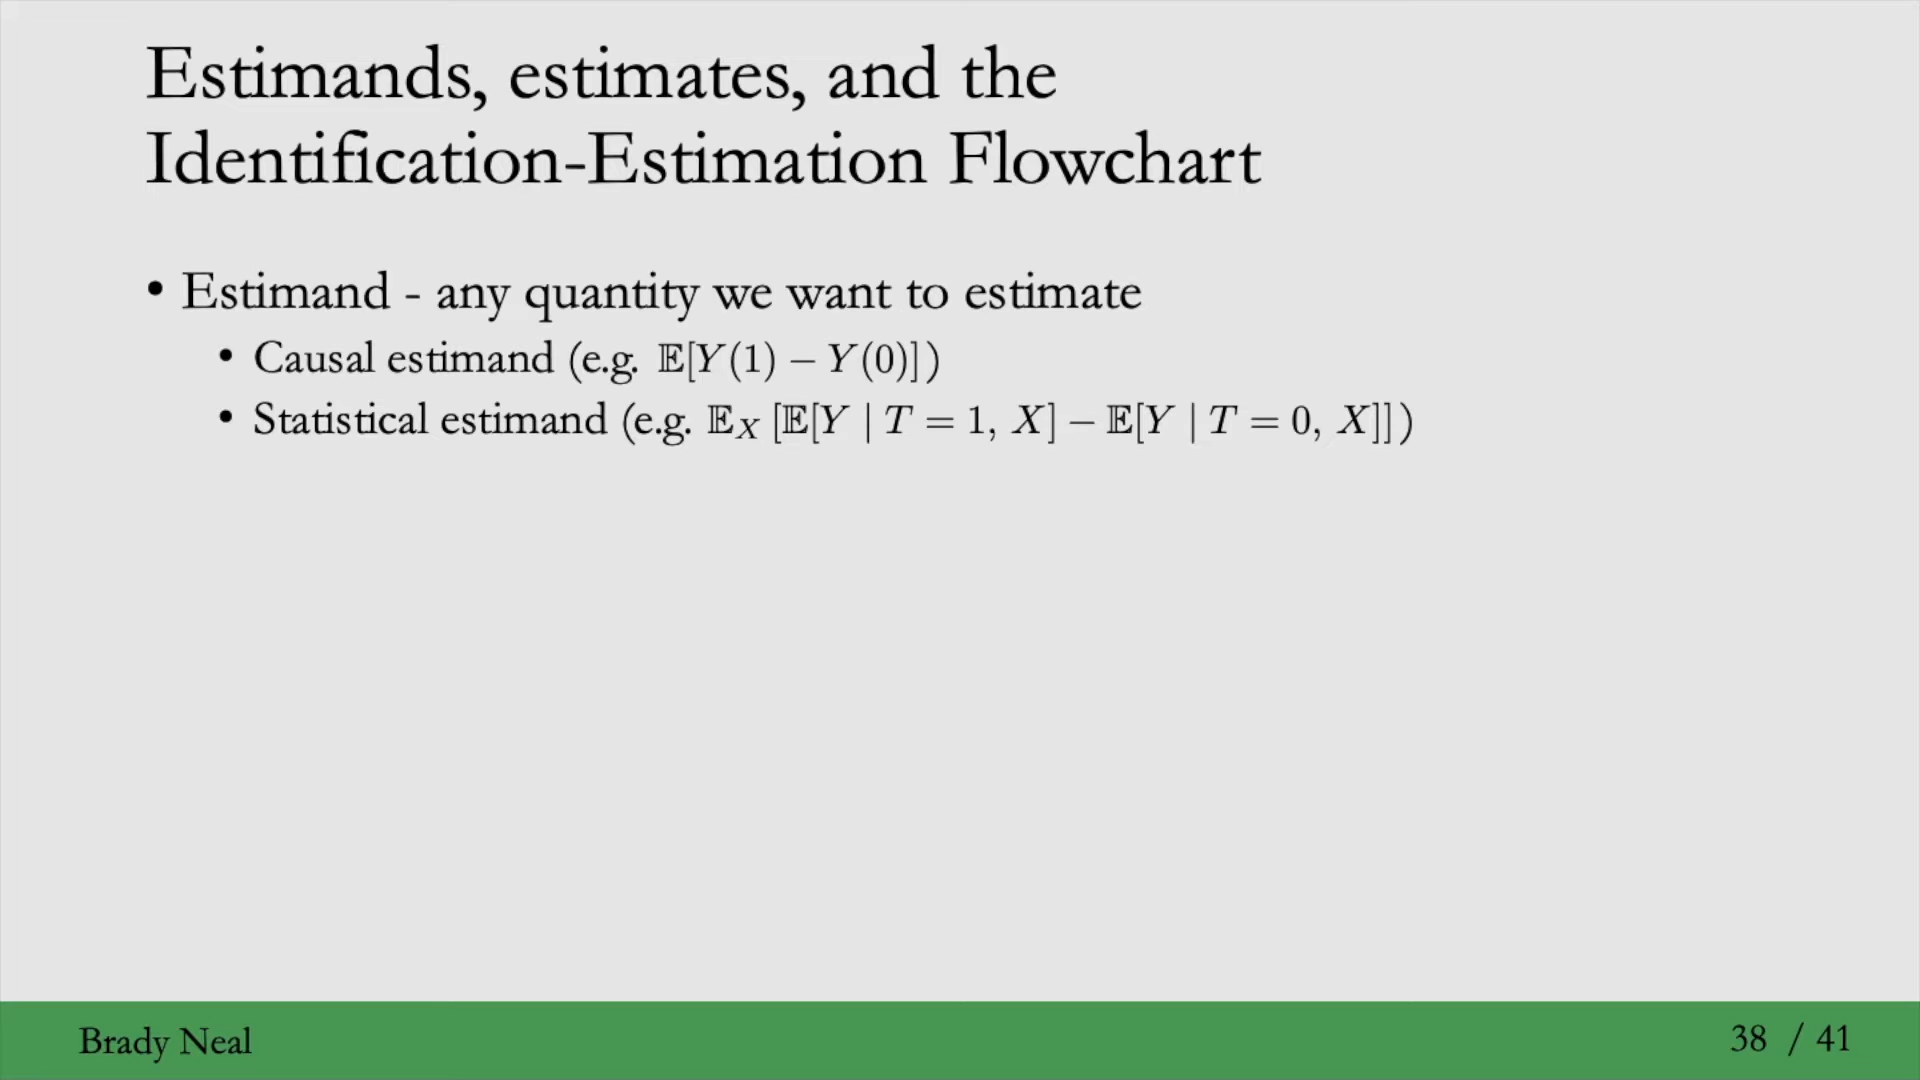 Estimands, estimates, and the
Identification-Estimation Flowchart
• Estimand - any quantity we want to estimate
• Causal estimand (e.g. 𝔼[Y(1) – Y(0)])
• Statistical estimand (e.g. 𝔼_X [𝔼[Y | T = 1, X] – 𝔼[Y | T = 0, X]])
Brady Neal
38 / 41